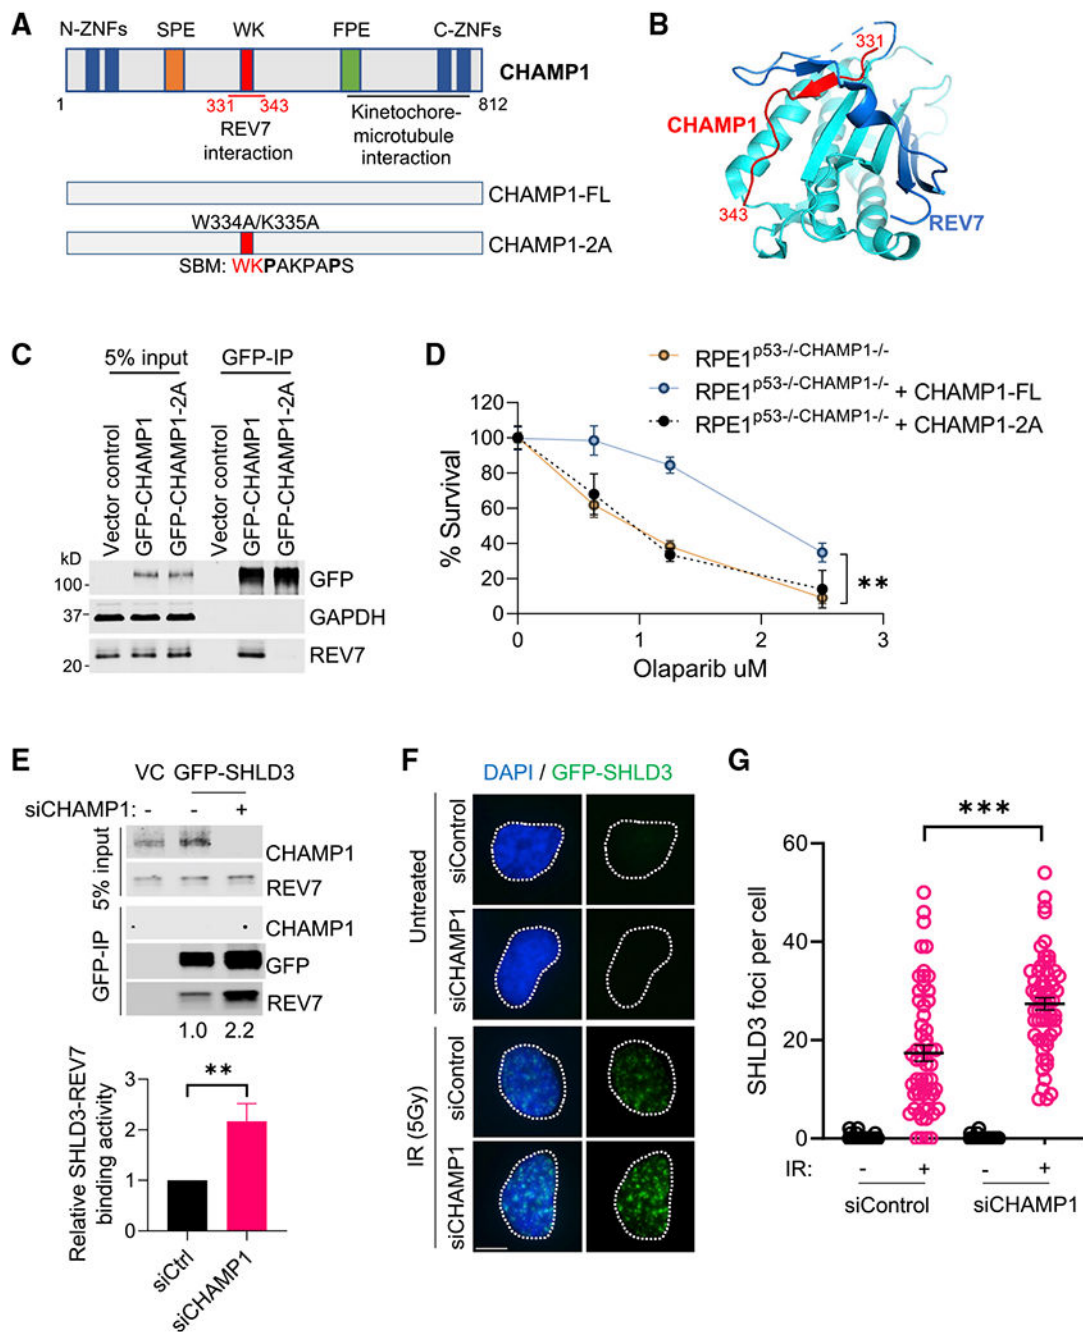 A
N-ZNFs SPE WK FPE C-ZNFs
CHAMP1
1 331 343 812
REV7 interaction
Kinetochore-microtubule interaction
CHAMP1-FL
W334A/K335A
CHAMP1-2A
SBM: WKPAKPAPS
B
331
CHAMP1
343
REV7
C
5% input GFP-IP
Vector control
GFP-CHAMP1
GFP-CHAMP1-2A
Vector control
GFP-CHAMP1
GFP-CHAMP1-2A
kD
100
GFP
37
GAPDH
REV7
20
D
RPE1p53-/-CHAMP1-/-
RPE1p53-/-CHAMP1-/- + CHAMP1-FL
RPE1p53-/-CHAMP1-/- + CHAMP1-2A
% Survival
120
100
80
60
40
20
0
**
0 1 2 3
Olaparib uM
E
VC GFP-SHLD3
siCHAMP1: - - +
5% input
CHAMP1
REV7
GFP-IP
CHAMP1
GFP
REV7
1.0 2.2
Relative SHLD3-REV7 binding activity
3
2
1
0
**
siCtrl
siCHAMP1
F
DAPI / GFP-SHLD3
Untreated
siControl
siCHAMP1
IR (5Gy)
siControl
siCHAMP1
G
***
SHLD3 foci per cell
60
40
20
0
IR: - + - +
siControl siCHAMP1